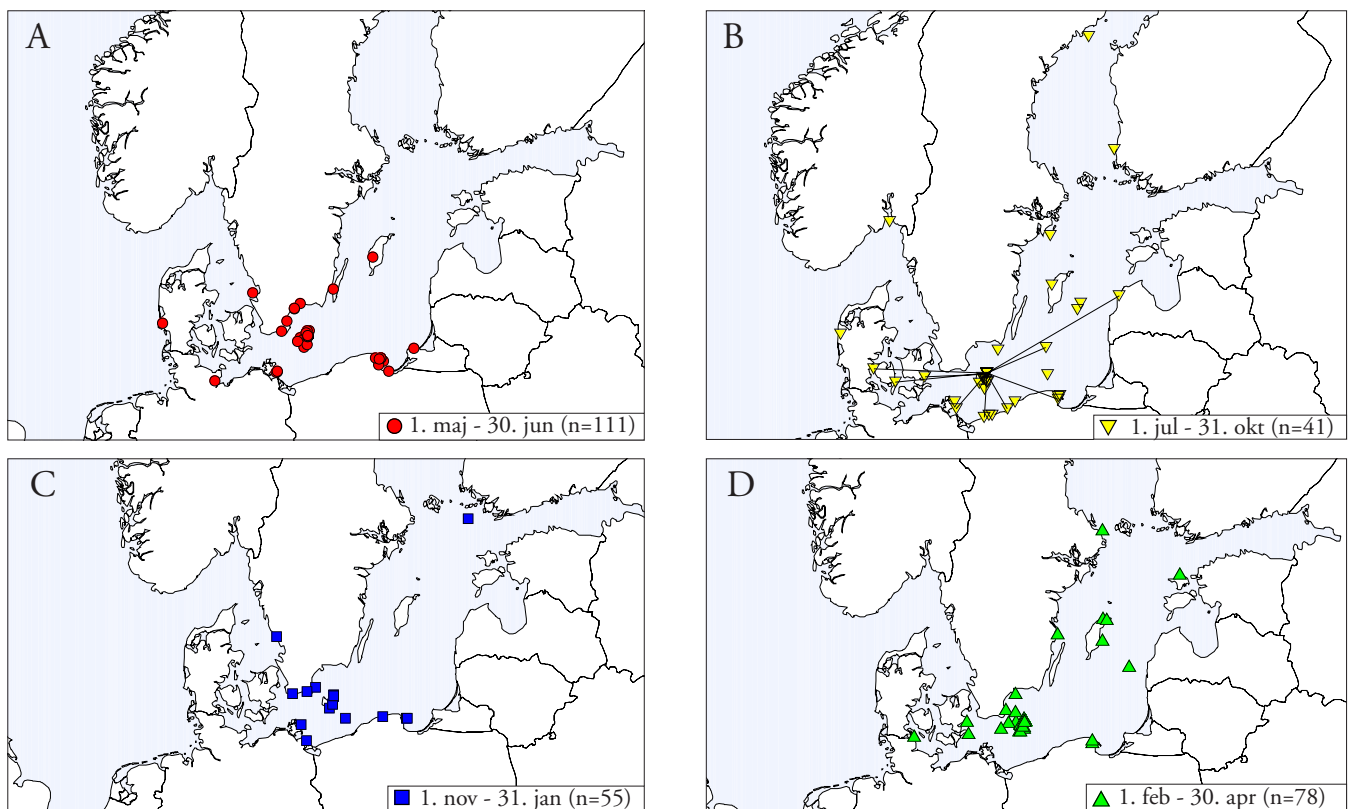 A
1. maj - 30. jun (n=111)
B
1. jul - 31. okt (n=41)
C
1. nov - 31. jan (n=55)
D
1. feb - 30. apr (n=78)